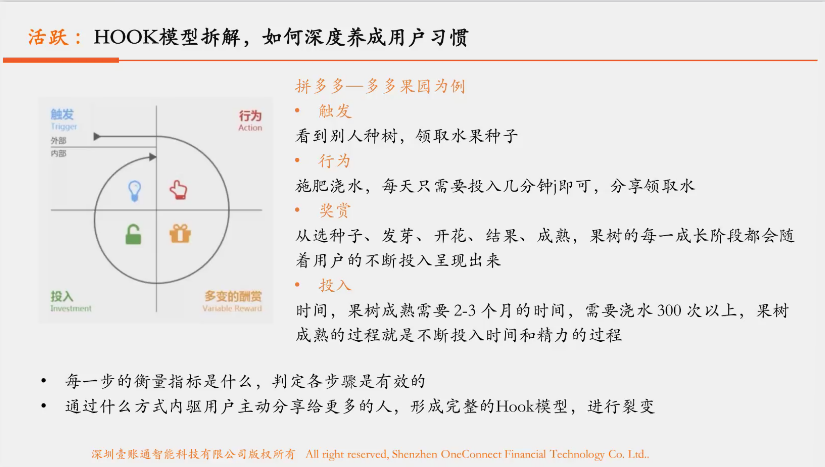 活跃：HOOK模型拆解，如何深度养成用户习惯
触发
Trigger
外部
内部
行为
Action
投入
Investment
多变的酬赏
Variable Reward
拼多多—多多果园为例
• 触发
看到别人种树，领取水果种子
• 行为
施肥浇水，每天只需要投入几分钟j即可，分享领取水
• 奖赏
从选种子、发芽、开花、结果、成熟，果树的每一成长阶段都会随
着用户的不断投入呈现出来
• 投入
时间，果树成熟需要 2-3 个月的时间，需要浇水 300 次以上，果树
成熟的过程就是不断投入时间和精力的过程
• 每一步的衡量指标是什么，判定各步骤是有效的
• 通过什么方式内驱用户主动分享给更多的人，形成完整的Hook模型，进行裂变
深圳壹账通智能科技有限公司版权所有 All right reserved, Shenzhen OneConnect Financial Technology Co. Ltd..